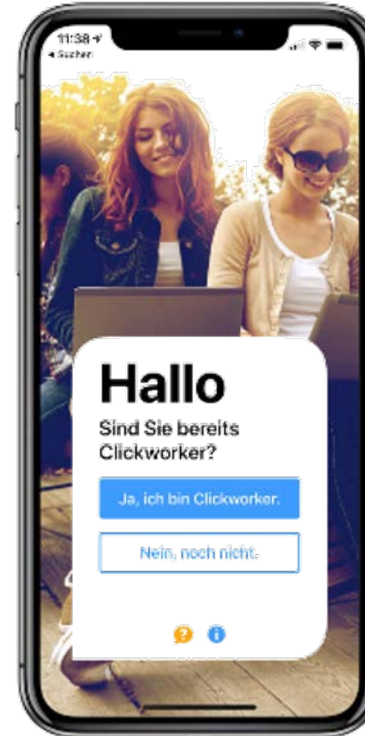 11:38
◂ Suchen
Hallo
Sind Sie bereits
Clickworker?
Ja, ich bin Clickworker.
Nein, noch nicht.